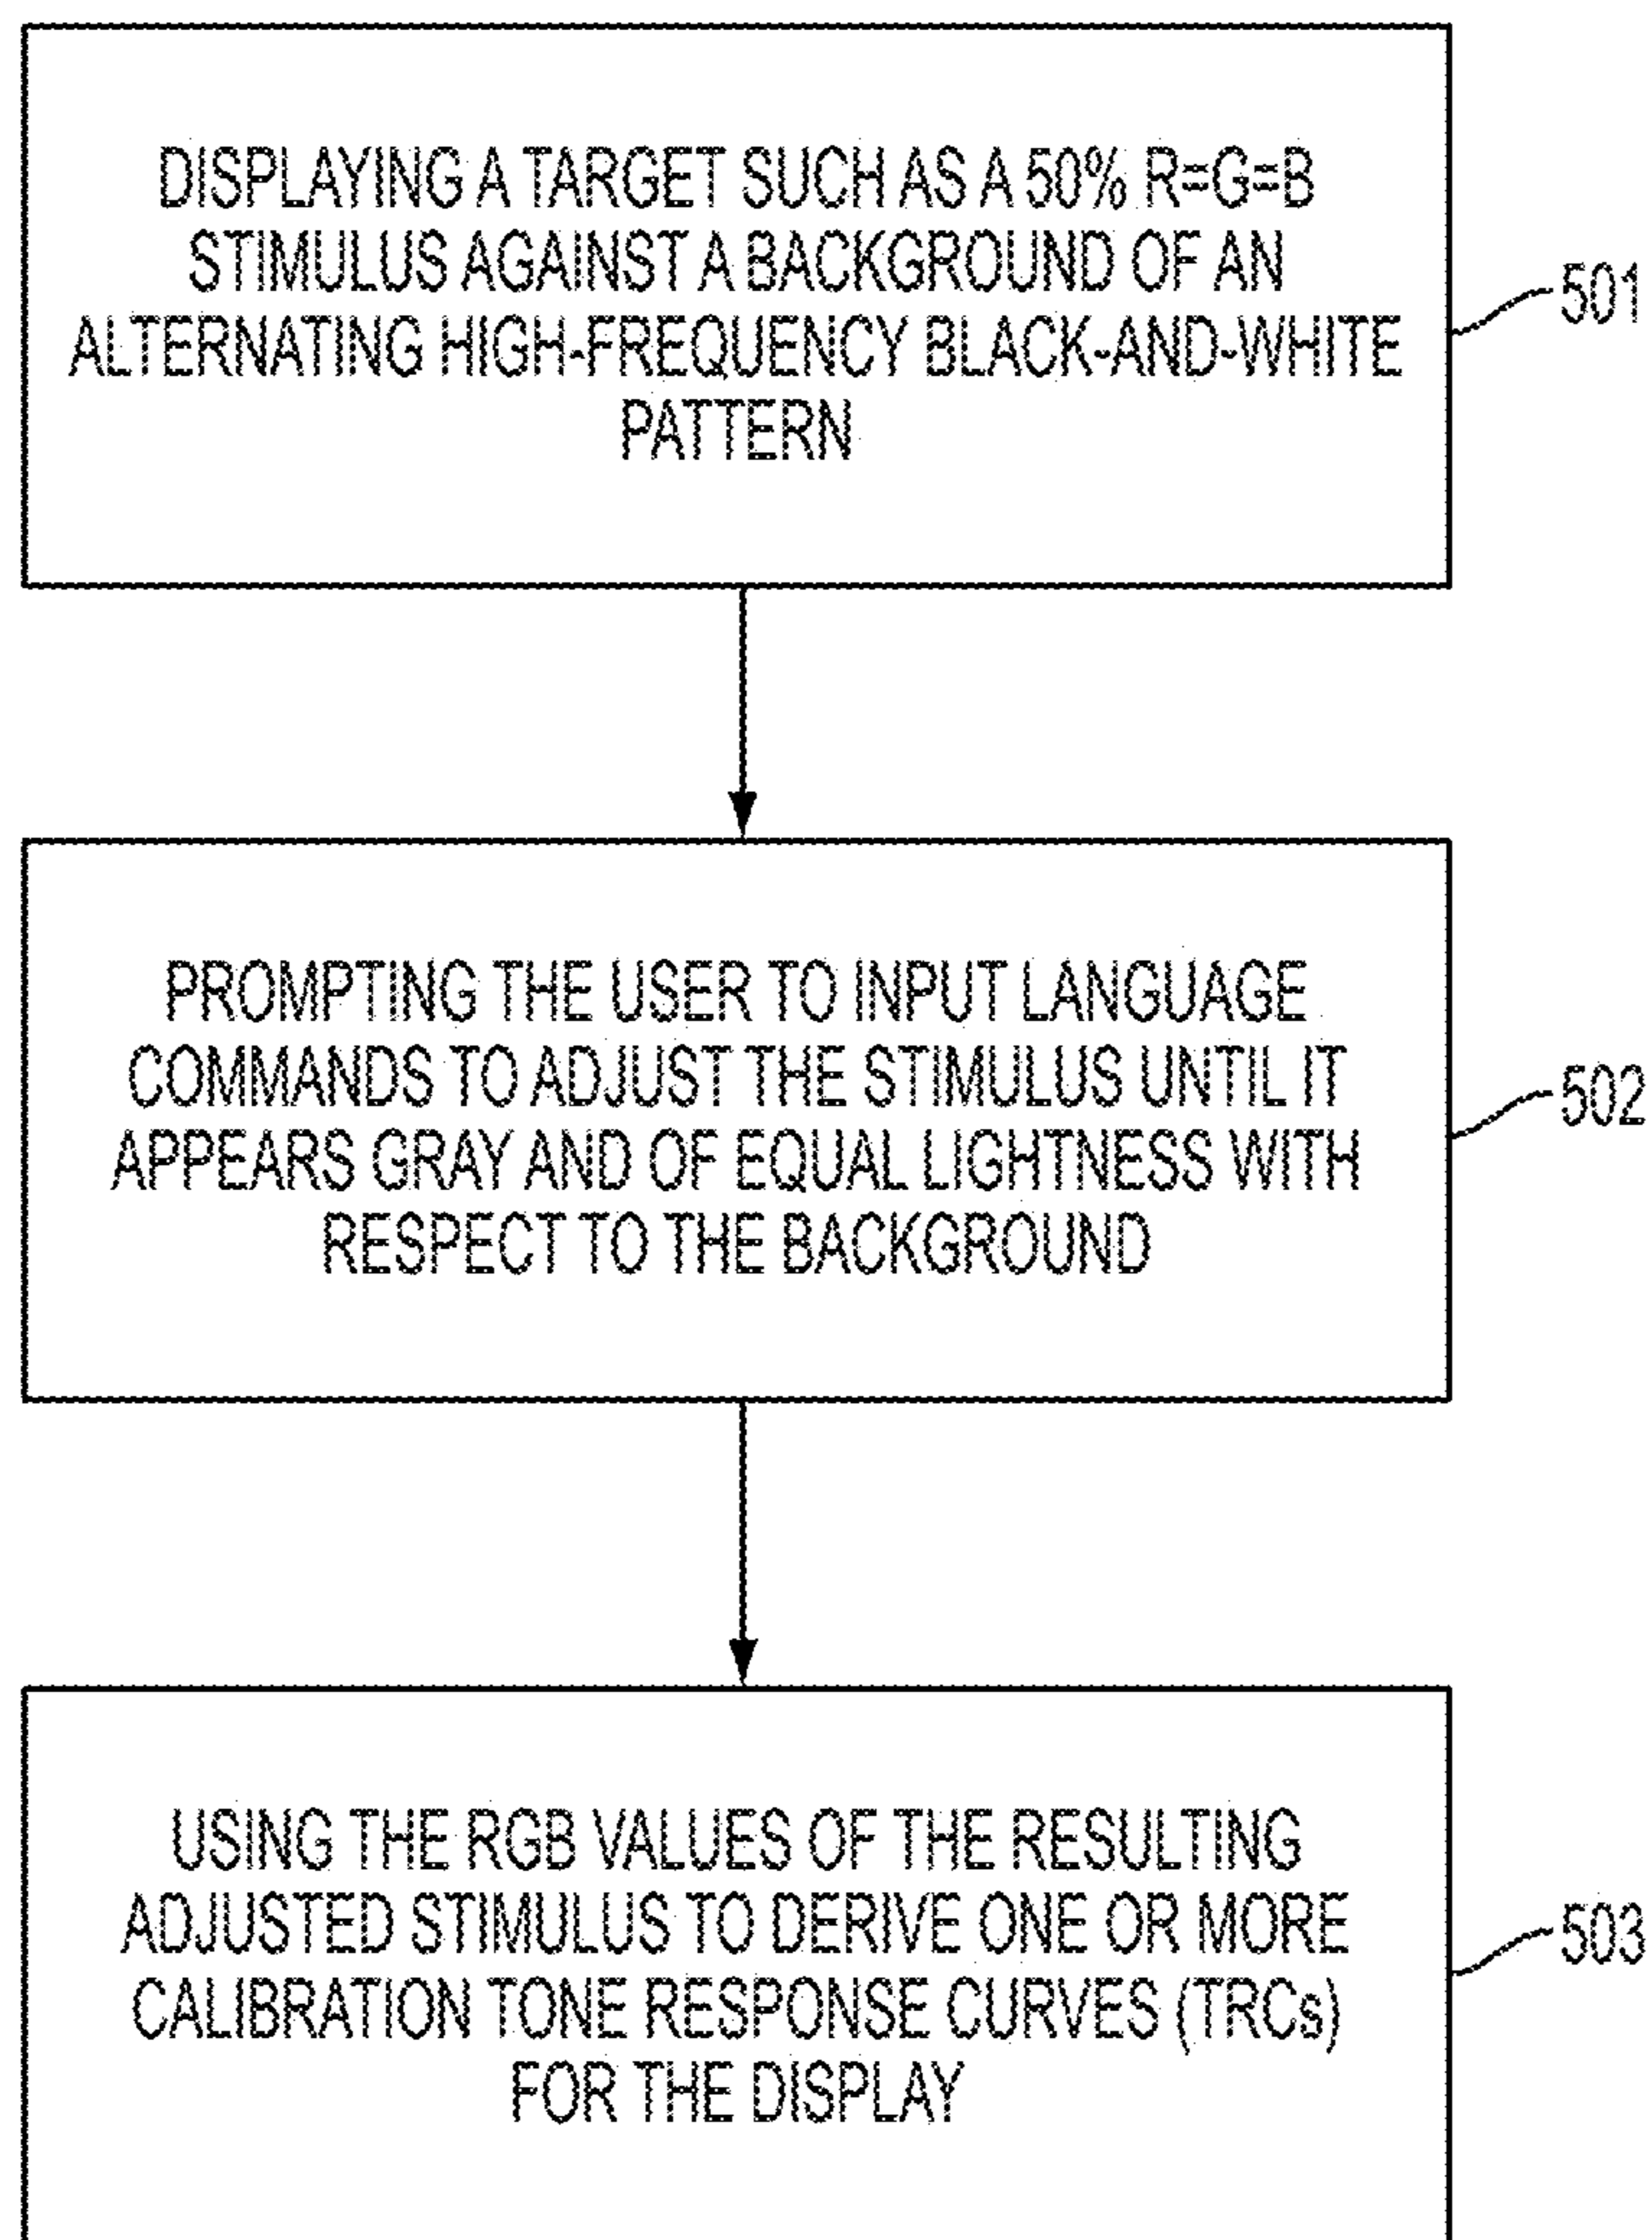 DISPLAYING A TARGET SUCH AS A 50% R=G=B
STIMULUS AGAINST A BACKGROUND OF AN
ALTERNATING HIGH-FREQUENCY BLACK-AND-WHITE
PATTERN
501
PROMPTING THE USER TO INPUT LANGUAGE
COMMANDS TO ADJUST THE STIMULUS UNTIL IT
APPEARS GRAY AND OF EQUAL LIGHTNESS WITH
RESPECT TO THE BACKGROUND
502
USING THE RGB VALUES OF THE RESULTING
ADJUSTED STIMULUS TO DERIVE ONE OR MORE
CALIBRATION TONE RESPONSE CURVES (TRCs)
FOR THE DISPLAY
503